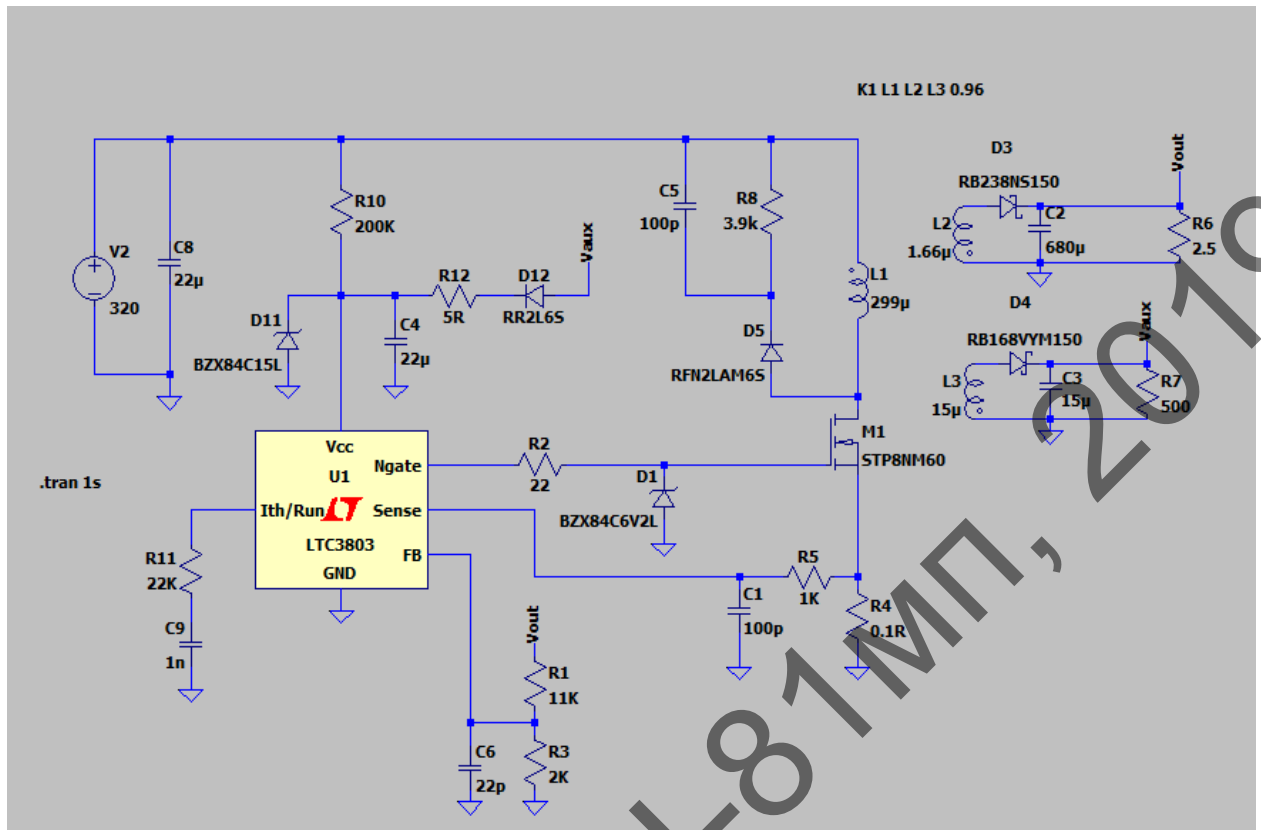 K1 L1 L2 L3 0.96
V2
320
C8
22µ
R10
200K
D11
BZX84C15L
C4
22µ
R12
5R
D12
RR2L6S
Vaux
C5
100p
R8
3.9k
D5
RFN2LAM6S
L1
299µ
M1
STP8NM60
D3
RB238NS150
L2
1.66µ
C2
680µ
Vout
R6
2.5
D4
RB168VYM150
L3
15µ
C3
15µ
Vaux
R7
500
.tran 1s
Vcc
U1
Ngate
Ith/Run
Sense
LTC3803
FB
GND
R2
22
D1
BZX84C6V2L
R11
22K
C9
1n
R5
1K
C1
100p
R4
0.1R
Vout
R1
11K
C6
22p
R3
2K
-81мп, 2019